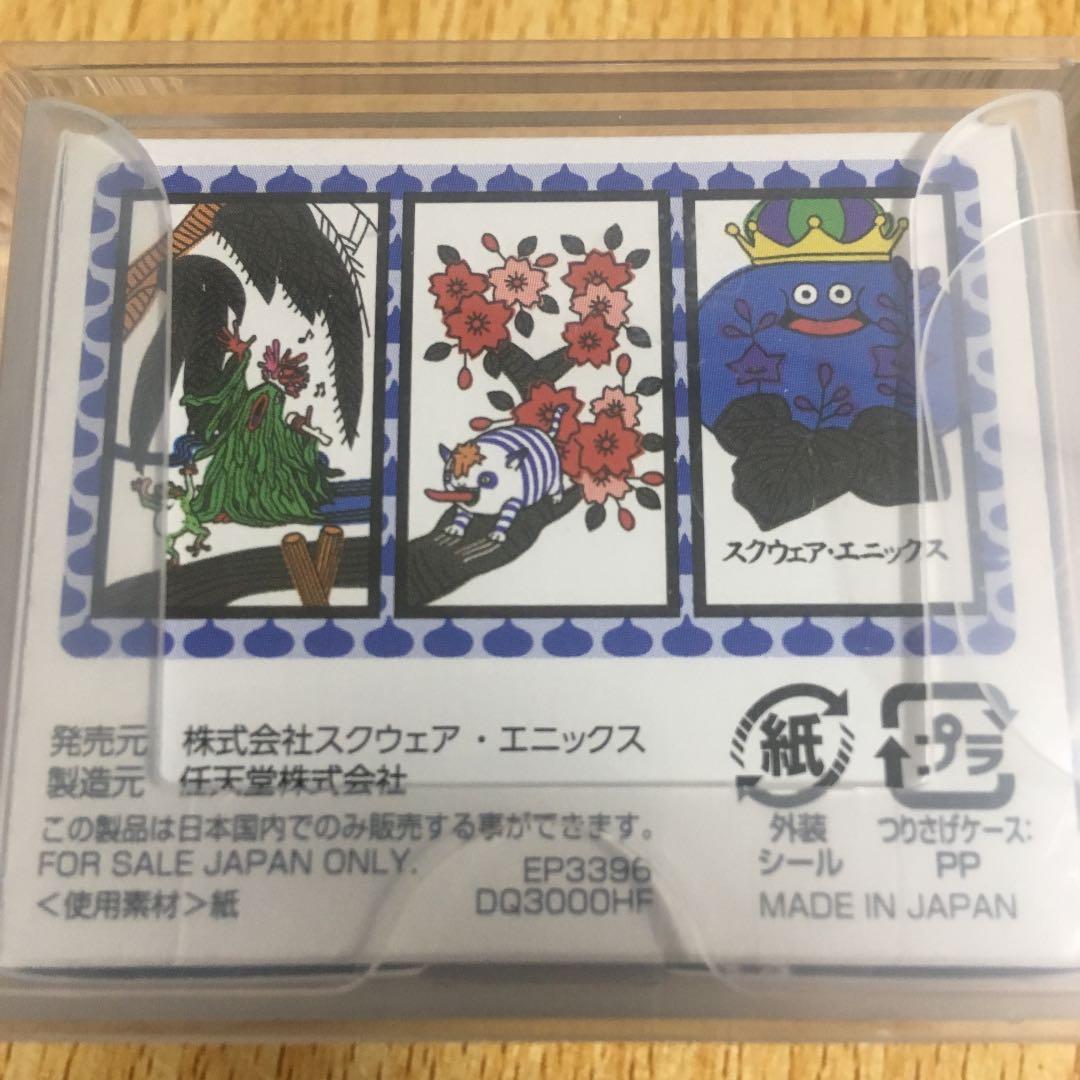 スクウェア・エニックス
発売元 株式会社スクウェア・エニックス
製造元 任天堂株式会社
この製品は日本国内でのみ販売する事ができます。
FOR SALE JAPAN ONLY.
EP3396
<使用素材>紙
DQ3000HF
紙
外装
シール
プラ
つりさげケース:
PP
MADE IN JAPAN